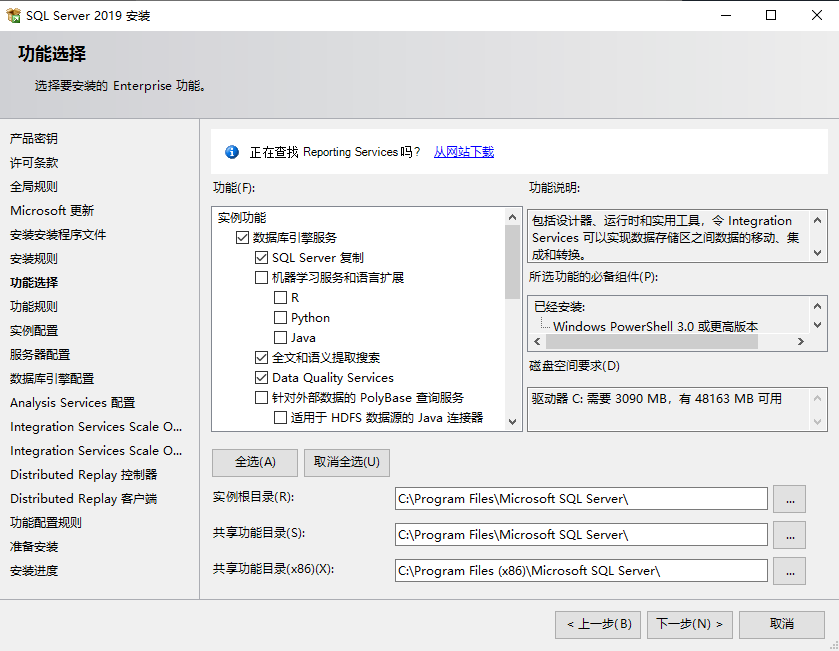 SQL Server 2019 安装
功能选择
选择要安装的 Enterprise 功能。
产品密钥
许可条款
全局规则
Microsoft 更新
安装安装程序文件
安装规则
功能选择
功能规则
实例配置
服务器配置
数据库引擎配置
Analysis Services 配置
Integration Services Scale O...
Integration Services Scale O...
Distributed Replay 控制器
Distributed Replay 客户端
功能配置规则
准备安装
安装进度
正在查找 Reporting Services 吗? 从网站下载
功能(F):
实例功能
数据库引擎服务
SQL Server 复制
机器学习服务和语言扩展
R
Python
Java
全文和语义提取搜索
Data Quality Services
针对外部数据的 PolyBase 查询服务
适用于 HDFS 数据源的 Java 连接器
功能说明:
包括设计器、运行时和实用工具，令 Integration
Services 可以实现数据存储区之间数据的移动、集
成和转换。
所选功能的必备组件(P):
已经安装:
Windows PowerShell 3.0 或更高版本
磁盘空间要求(D)
驱动器 C: 需要 3090 MB，有 48163 MB 可用
全选(A) 取消全选(U)
实例根目录(R): C:\Program Files\Microsoft SQL Server\ ...
共享功能目录(S): C:\Program Files\Microsoft SQL Server\ ...
共享功能目录(x86)(X): C:\Program Files (x86)\Microsoft SQL Server\ ...
< 上一步(B) 下一步(N) > 取消